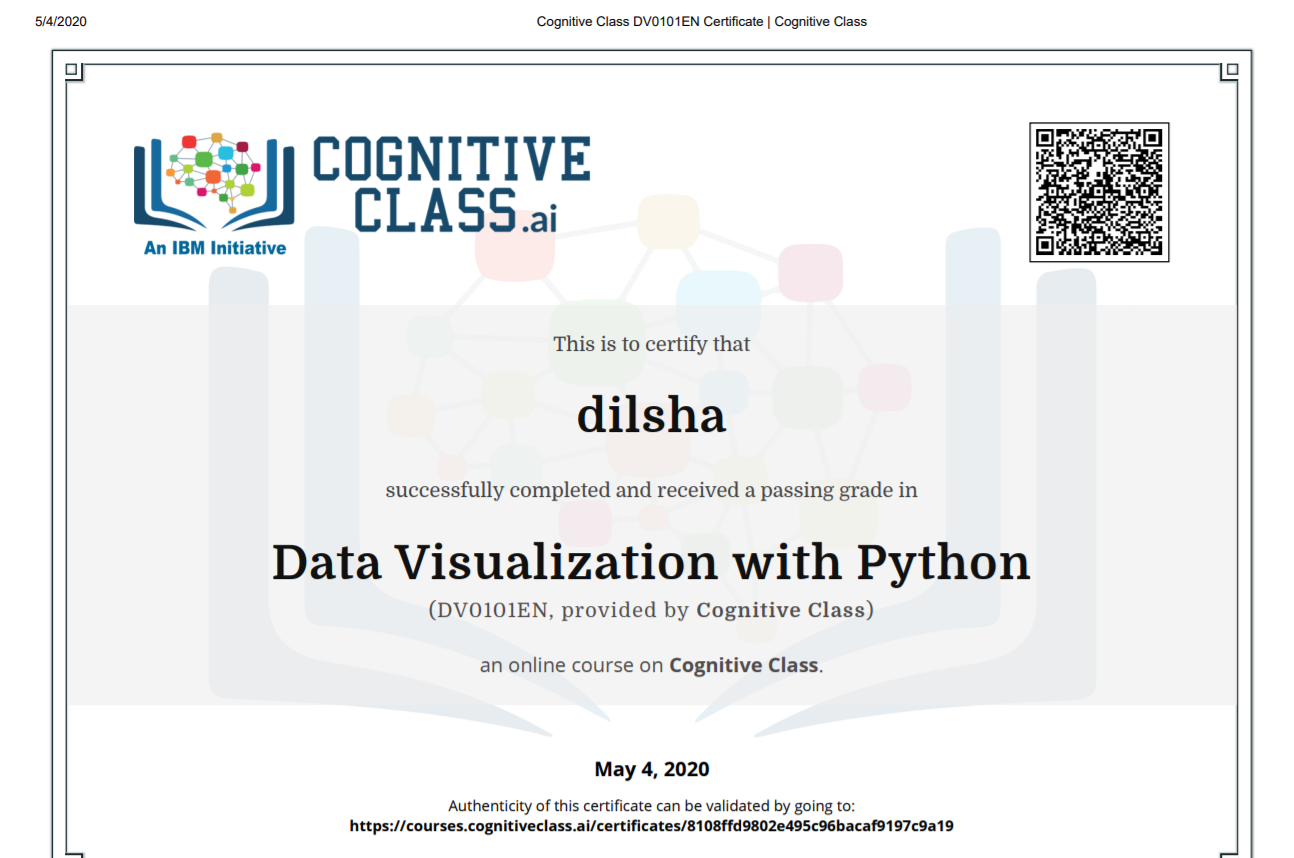 5/4/2020
Cognitive Class DV0101EN Certificate | Cognitive Class
COGNITIVE
CLASS.ai
An IBM Initiative
This is to certify that
dilsha
successfully completed and received a passing grade in
Data Visualization with Python
(DV0101EN, provided by Cognitive Class)
an online course on Cognitive Class.
May 4, 2020
Authenticity of this certificate can be validated by going to:
https://courses.cognitiveclass.ai/certificates/8108ffd9802e495c96bacaf9197c9a19